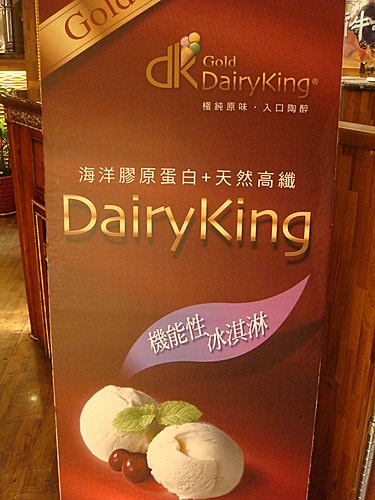 Gold
dk Gold
DairyKing®
極純原味・入口陶醉
海洋膠原蛋白+天然高纖
DairyKing
機能性冰淇淋